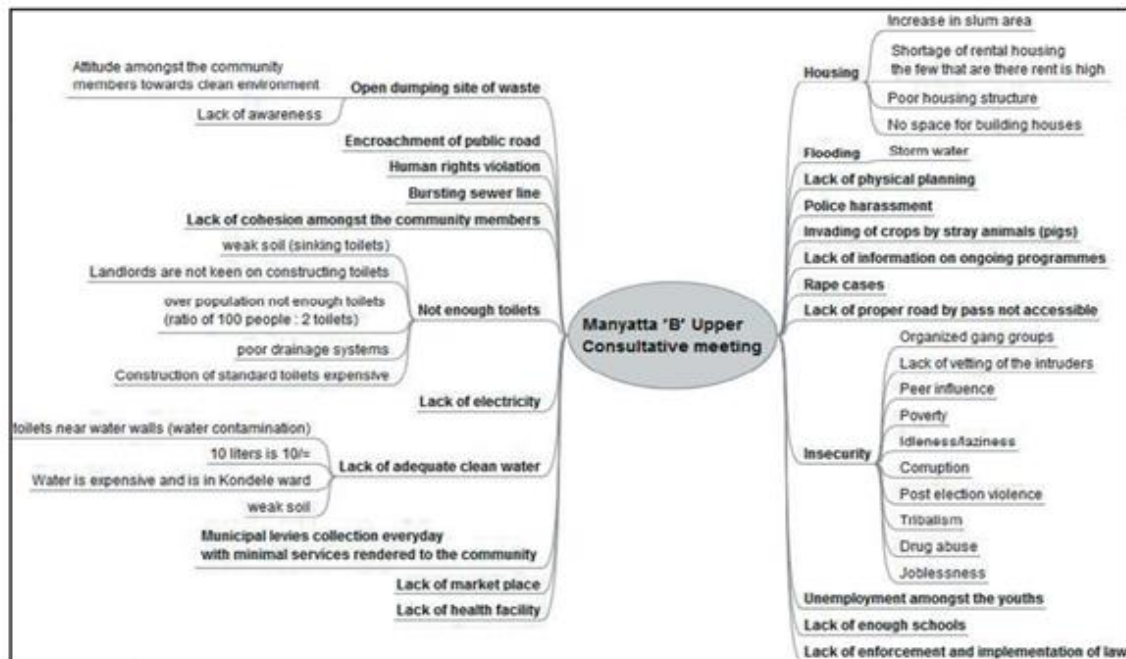 Manyatta 'B' Upper
Consultative meeting
Attitude amongst the community
members towards clean environment
Lack of awareness
Open dumping site of waste
Encroachment of public road
Human rights violation
Bursting sewer line
Lack of cohesion amongst the community members
weak soil (sinking toilets)
Landlords are not keen on constructing toilets
over population not enough toilets
(ratio of 100 people : 2 toilets)
poor drainage systems
Construction of standard toilets expensive
Not enough toilets
Lack of electricity
toilets near water walls (water contamination)
10 liters is 10/=
Water is expensive and is in Kondele ward
weak soil
Lack of adequate clean water
Municipal levies collection everyday
with minimal services rendered to the community
Lack of market place
Lack of health facility
Housing
Increase in slum area
Shortage of rental housing
the few that are there rent is high
Poor housing structure
No space for building houses
Flooding
Storm water
Lack of physical planning
Police harassment
Invading of crops by stray animals (pigs)
Lack of information on ongoing programmes
Rape cases
Lack of proper road by pass not accessible
Insecurity
Organized gang groups
Lack of vetting of the intruders
Peer influence
Poverty
Idleness/laziness
Corruption
Post election violence
Tribalism
Drug abuse
Joblessness
Unemployment amongst the youths
Lack of enough schools
Lack of enforcement and implementation of law